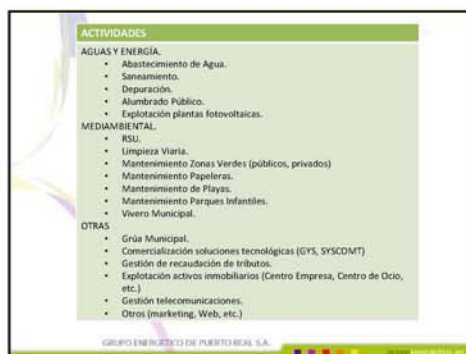 ACTIVIDADES
AGUAS Y ENERGÍA.
• Abastecimiento de Agua.
• Saneamiento.
• Depuración.
• Alumbrado Público.
• Explotación plantas fotovoltaicas.
MEDIAMBIENTAL.
• RSU.
• Limpieza Viaria.
• Mantenimiento Zonas Verdes (públicos, privados)
• Mantenimiento Papeleras.
• Mantenimiento de Playas.
• Mantenimiento Parques Infantiles.
• Vivero Municipal.
OTRAS
• Grúa Municipal.
• Comercialización soluciones tecnológicas (GYS, SYSCOMT)
• Gestión de recaudación de tributos.
• Explotación activos inmobiliarios (Centro Empresa, Centro de Ocio,
etc.)
• Gestión telecomunicaciones.
• Otros (marketing, Web, etc.)
GRUPO ENERGÉTICO DE PUERTO REAL S.A.